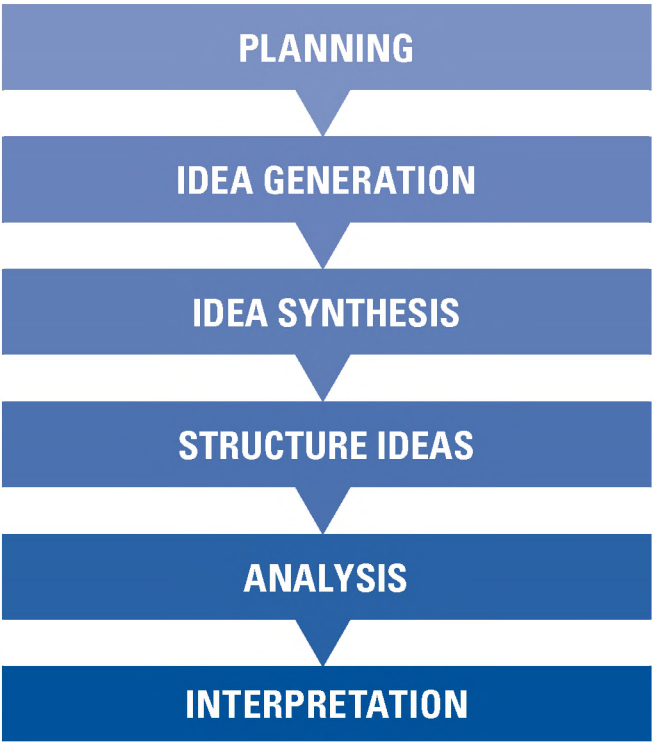 PLANNING
IDEA GENERATION
IDEA SYNTHESIS
STRUCTURE IDEAS
ANALYSIS
INTERPRETATION